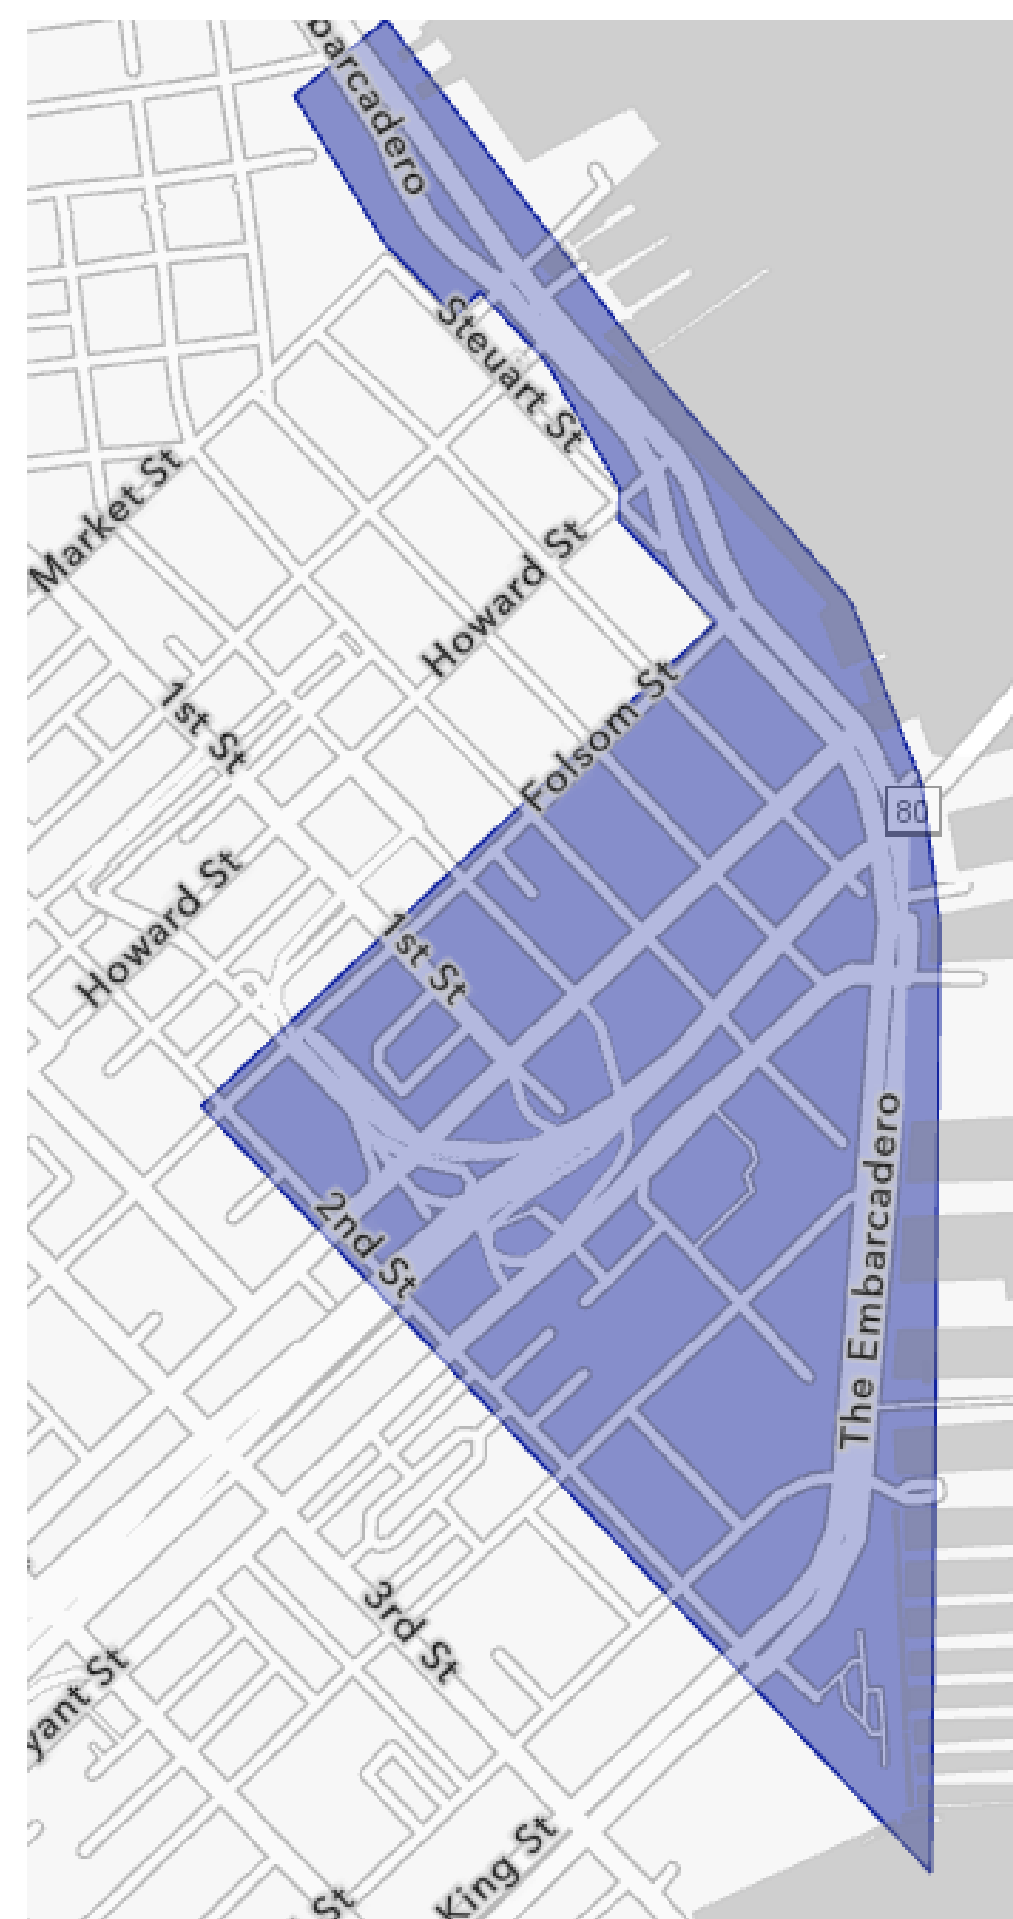 barcadero
Steuart St
Market St
Howard St
1st St
Folsom St
80
Howard St
1st St
2nd St
The Embarcadero
3rd St
yant St
King St
St